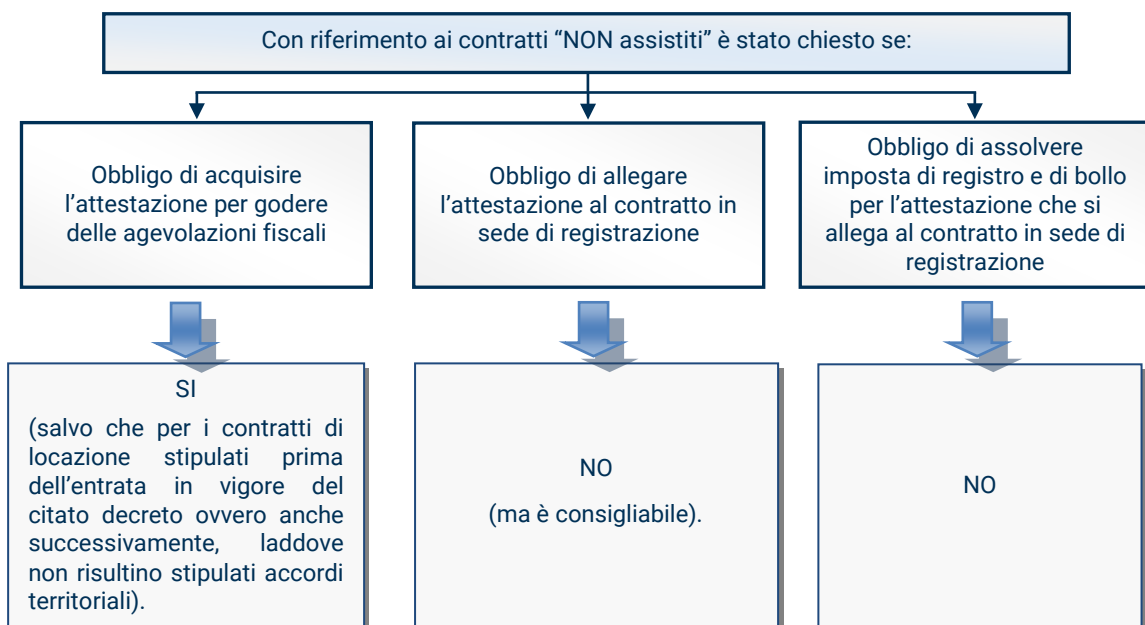 Con riferimento ai contratti “NON assistiti” è stato chiesto se:
Obbligo di acquisire
l’attestazione per godere
delle agevolazioni fiscali
Obbligo di allegare
l’attestazione al contratto in
sede di registrazione
Obbligo di assolvere
imposta di registro e di bollo
per l’attestazione che si
allega al contratto in sede di
registrazione
SI
(salvo che per i contratti di
locazione stipulati prima
dell’entrata in vigore del
citato decreto ovvero anche
successivamente, laddove
non risultino stipulati accordi
territoriali).
NO
(ma è consigliabile).
NO